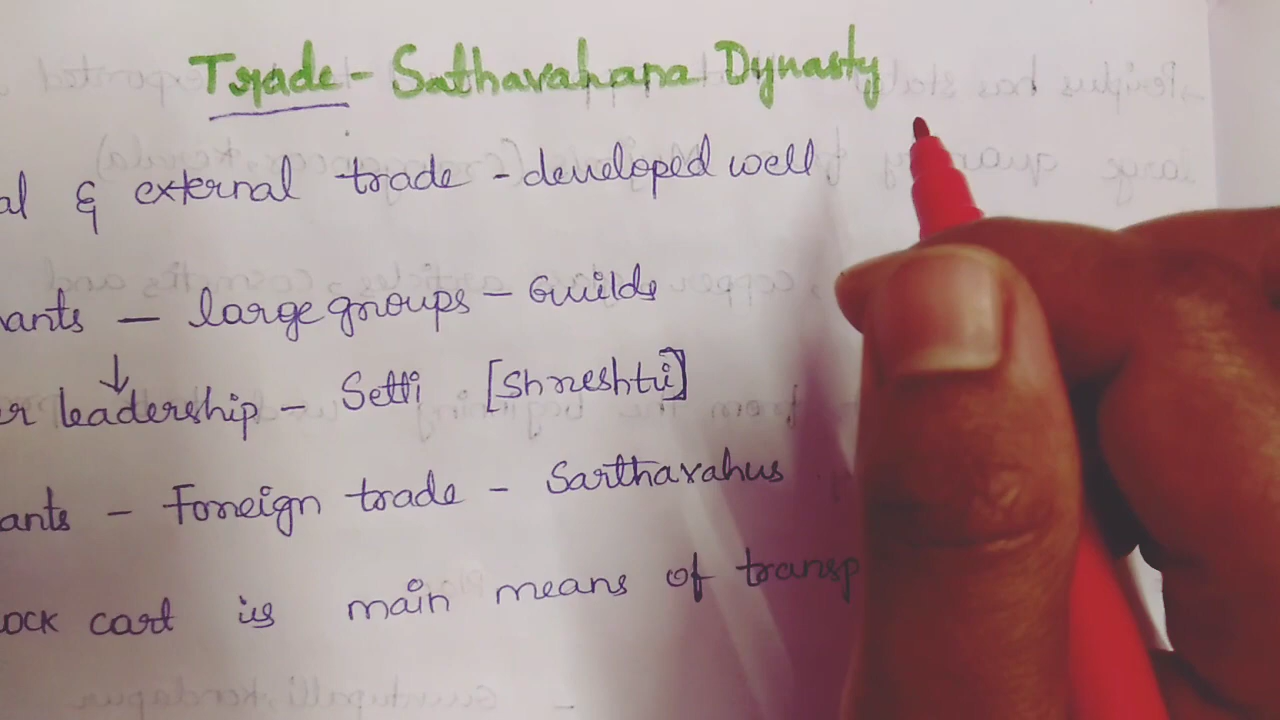 Trade - Sathavahana Dynasty
al & external trade - developed well
ants - large groups - Guilds
er leadership - Setti [Shreshti]
ants - Foreign trade - Sarthavahus
ock cart is main means of transp